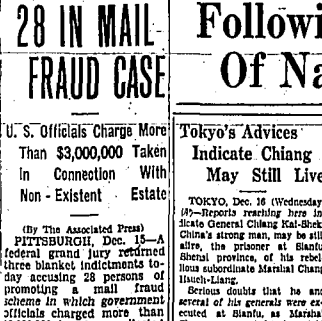 28 IN MAIL
FRAUD CASE
U. S. Officials Charge More
Than $3,000,000 Taken
In Connection With
Non - Existent Estate
(By The Associated Press)
PITTSBURGH, Dec. 15—A
federal grand jury returned
three blanket indictments to-
day accusing 28 persons of
promoting a mail fraud
scheme in which government
officials charged more than
Followi
Of Na
Tokyo's Advices
Indicate Chiang
May Still Live
TOKYO, Dec. 16 (Wednesday
(AP)—Reports reaching here in
dicate General Chiang Kai-Shek
China's strong man, may be stil
alive, the prisoner at Sianfu
Shensi province, of his rebel
lious subordinate Marshal Chang
Hsueh-Liang.
Serious doubts that he and
several of his generals were ex
ecuted at Sianfu, as Marsha